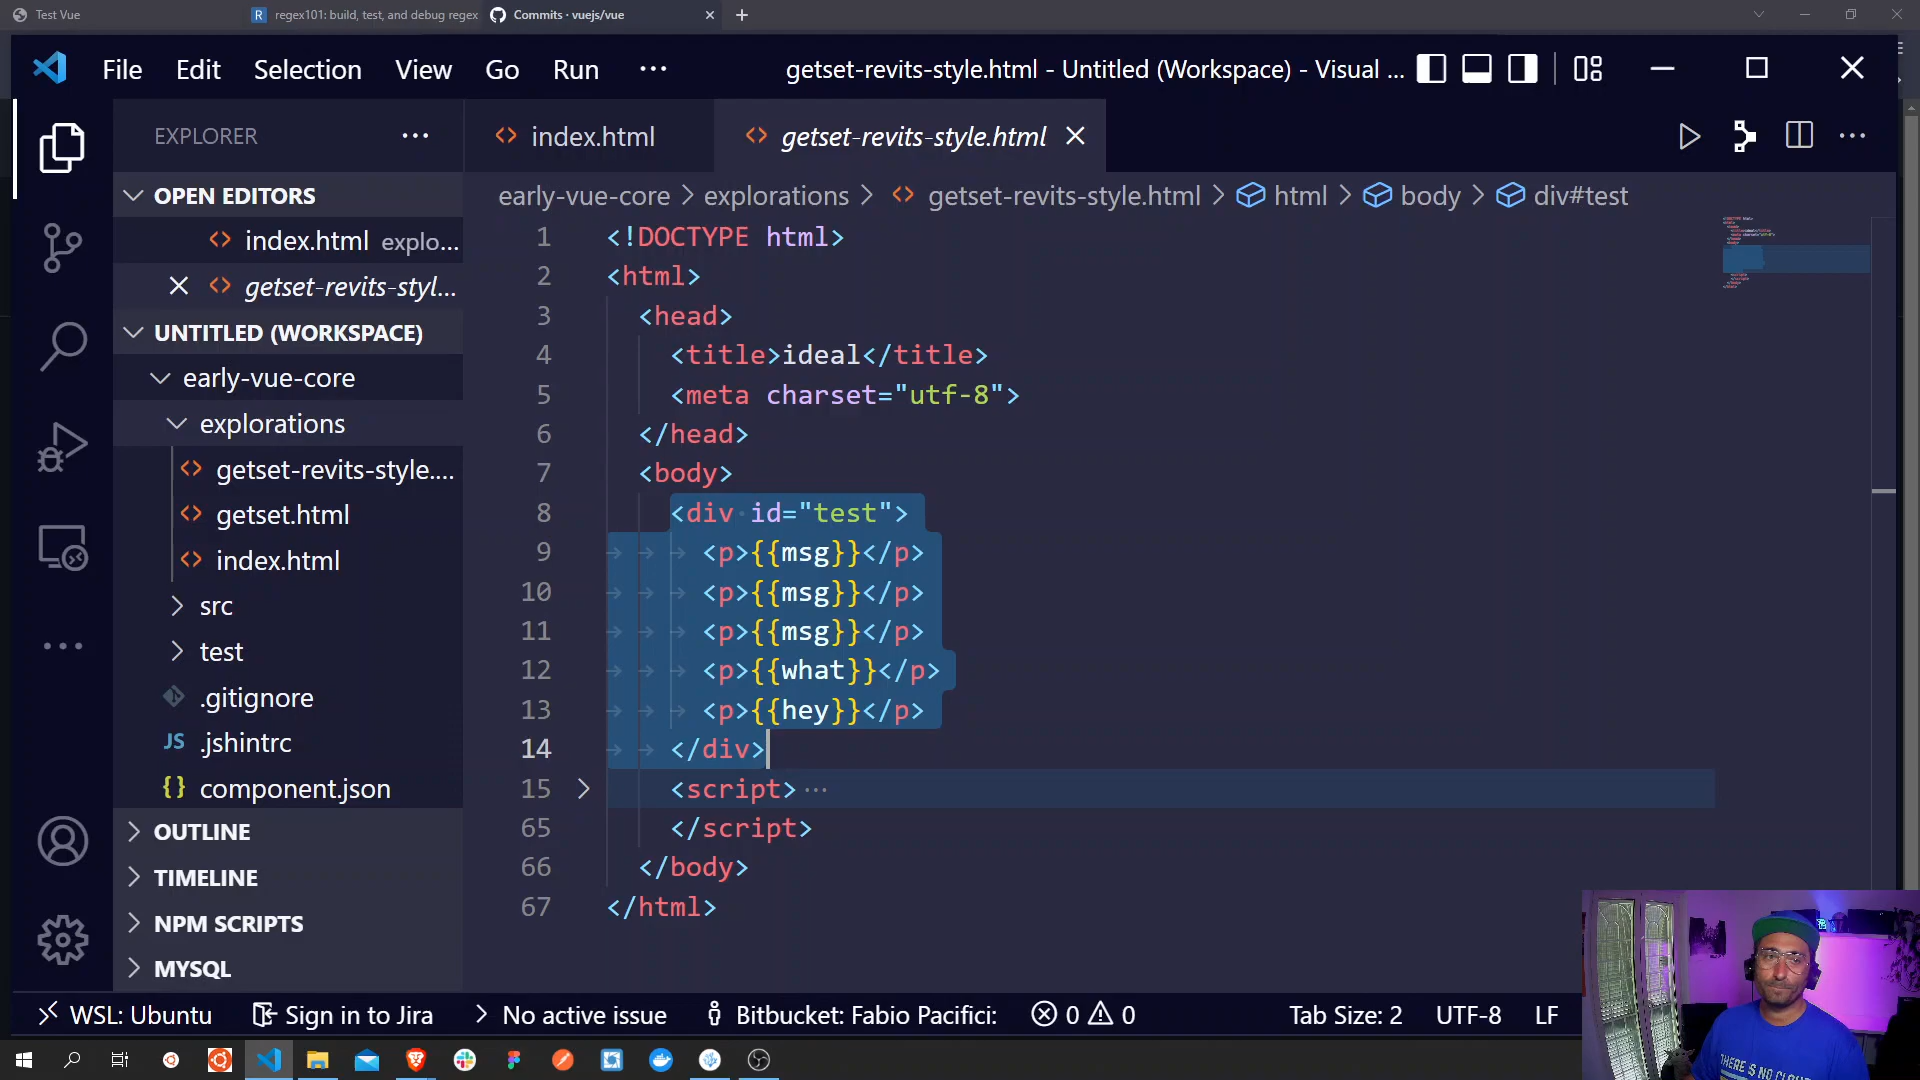 Test Vue
regex101: build, test, and debug regex
Commits · vuejs/vue
File Edit Selection View Go Run ···
getset-revits-style.html - Untitled (Workspace) - Visual ...
EXPLORER
index.html
getset-revits-style.html
OPEN EDITORS
index.html explo...
getset-revits-styl...
UNTITLED (WORKSPACE)
early-vue-core
explorations
getset-revits-style....
getset.html
index.html
src
test
.gitignore
JS .jshintrc
{} component.json
OUTLINE
TIMELINE
NPM SCRIPTS
MYSQL
early-vue-core > explorations > getset-revits-style.html > html > body > div#test
1 <!DOCTYPE html>
2 <html>
3 <head>
4 <title>ideal</title>
5 <meta charset="utf-8">
6 </head>
7 <body>
8 <div id="test">
9 <p>{{msg}}</p>
10 <p>{{msg}}</p>
11 <p>{{msg}}</p>
12 <p>{{what}}</p>
13 <p>{{hey}}</p>
14 </div>
15 <script>···
65 </script>
66 </body>
67 </html>
WSL: Ubuntu Sign in to Jira No active issue Bitbucket: Fabio Pacifici: 0 0 Tab Size: 2 UTF-8 LF
THERE IS NO CLOUD